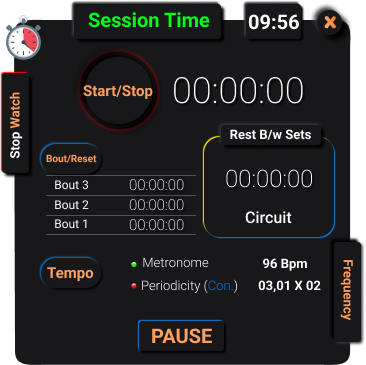 Session Time 09:56 ×
Stop Watch
Start/Stop 00:00:00
Rest B/w Sets
Bout/Reset
00:00:00
Bout 3 00:00:00
Bout 2 00:00:00
Bout 1 00:00:00
Circuit
Tempo
Metronome 96 Bpm
Periodicity (Con.) 03,01 X 02
Frequency
PAUSE